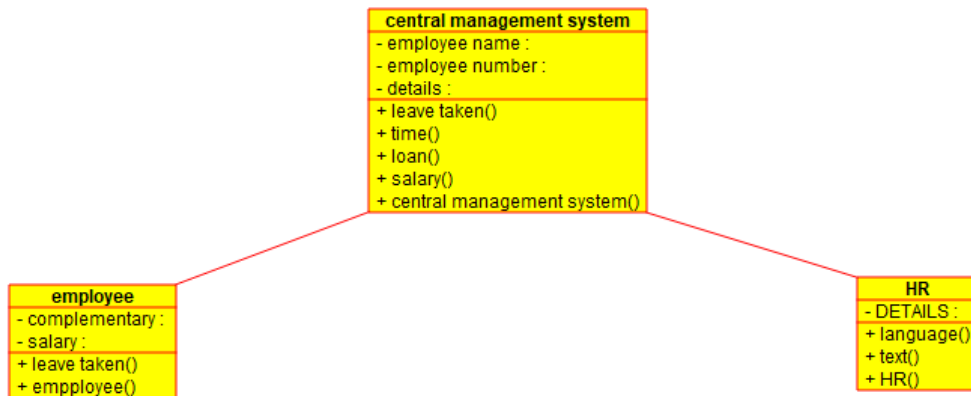 central management system
- employee name :
- employee number :
- details :
+ leave taken()
+ time()
+ loan()
+ salary()
+ central management system()
employee
- complementary :
- salary :
+ leave taken()
+ empployee()
HR
- DETAILS :
+ language()
+ text()
+ HR()